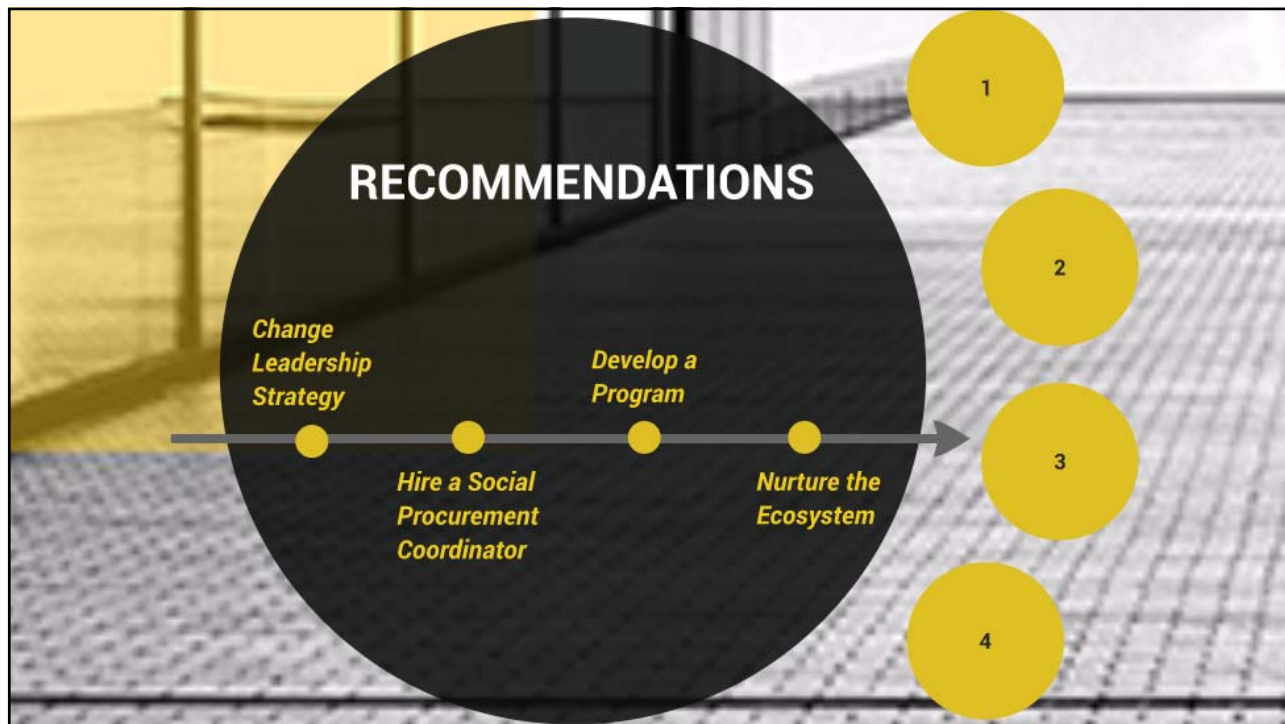 RECOMMENDATIONS
Change
Leadership
Strategy
Hire a Social
Procurement
Coordinator
Develop a
Program
Nurture the
Ecosystem
1
2
3
4